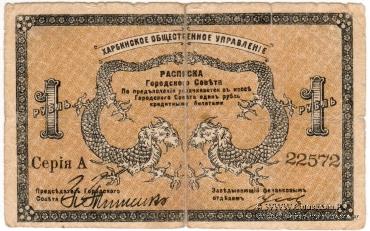 ХАРБИНСКОЕ ОБЩЕСТВЕННОЕ УПРАВЛЕНІЕ
РАСПИСКА
Городского Совѣта
По предъявленіи размѣнивается въ кассѣ
Городского Совѣта одинъ рубль
кредитными билетами.
1 1
РУБЛЬ РУБЛЬ
Серія А 22572
Предсѣдатель Городского Завѣдывающій финансовымъ
Совѣта отдѣломъ